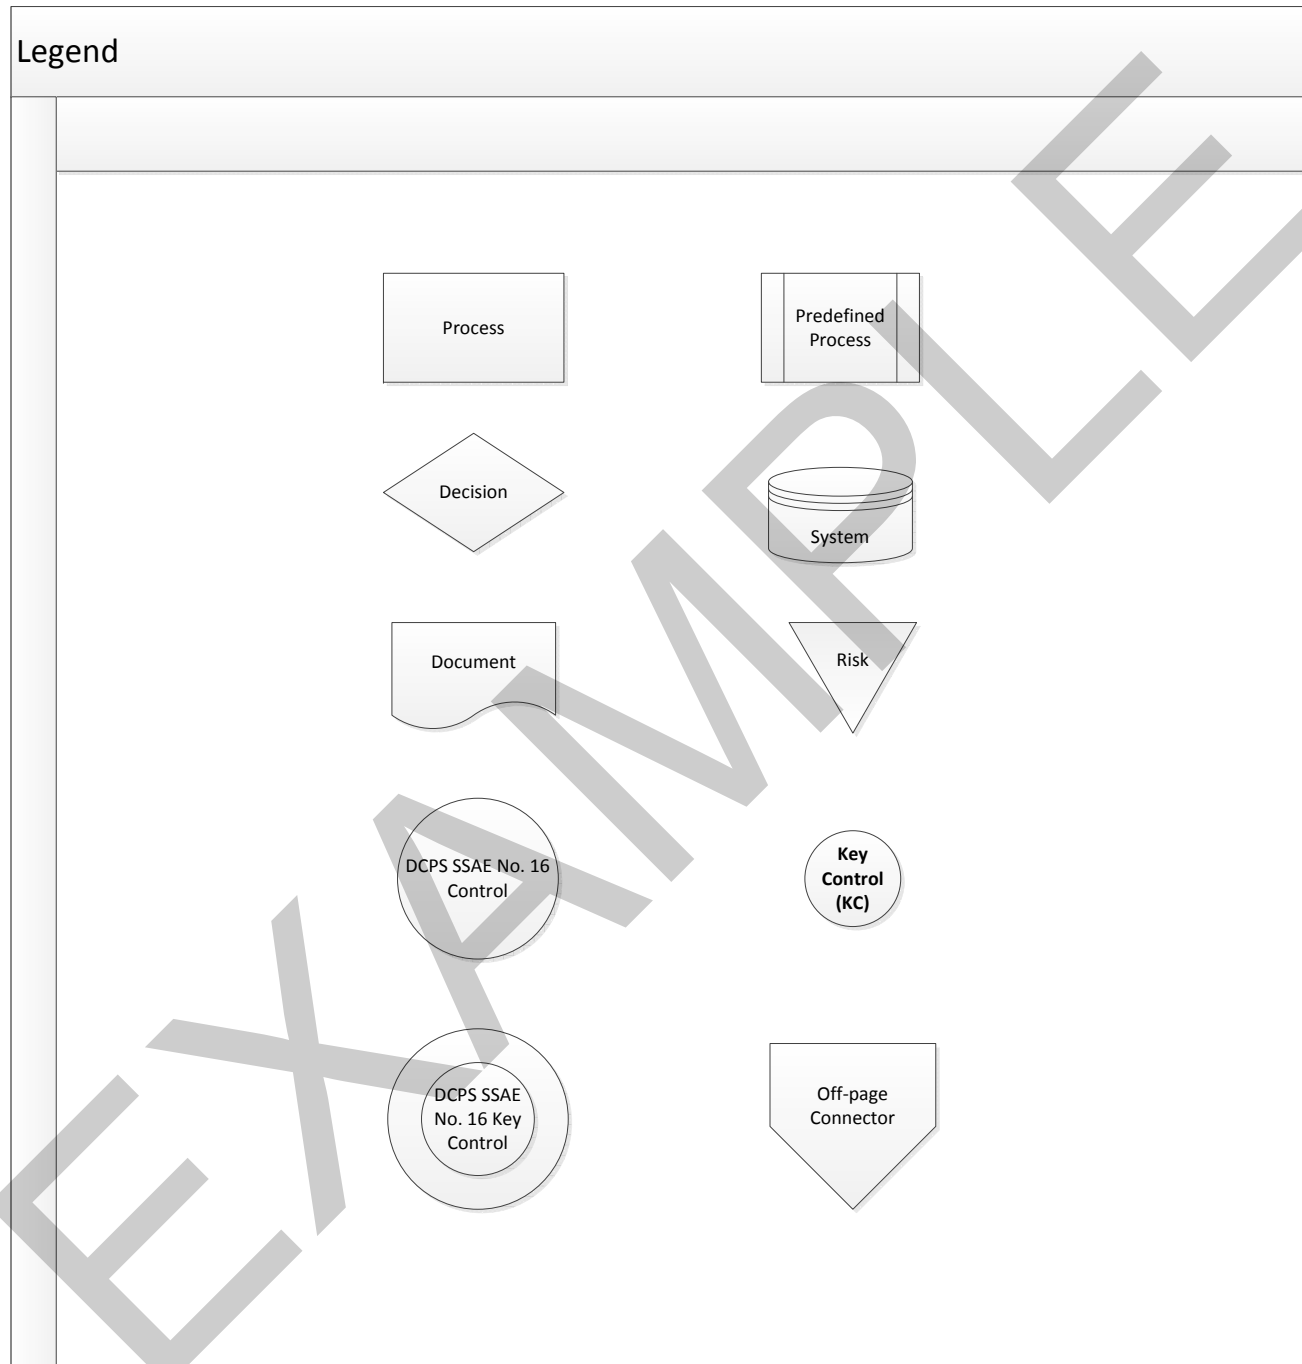 Legend
Process
Predefined
Process
Decision
System
Document
Risk
DCPS SSAE No. 16
Control
Key
Control
(KC)
DCPS SSAE
No. 16 Key
Control
Off-page
Connector
EXAMPLE